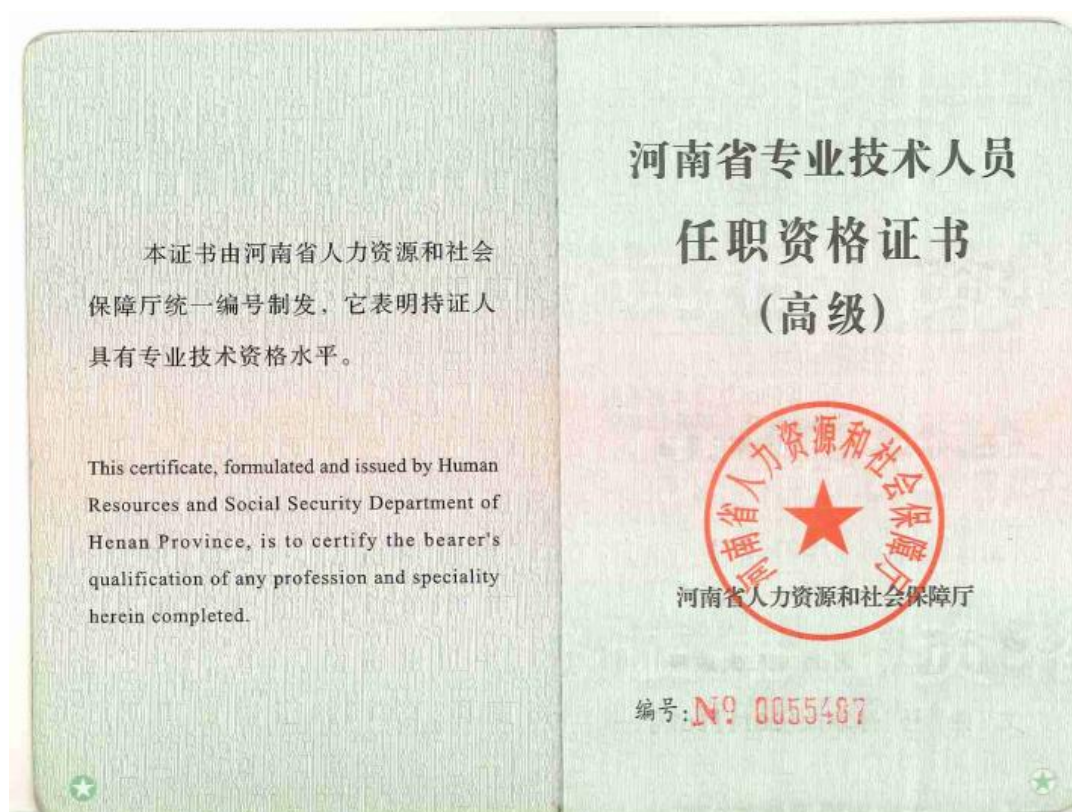 本证书由河南省人力资源和社会
保障厅统一编号制发，它表明持证人
具有专业技术资格水平。
This certificate, formulated and issued by Human
Resources and Social Security Department of
Henan Province, is to certify the bearer's
qualification of any profession and speciality
herein completed.
河南省专业技术人员
任职资格证书
(高级)
河南省人力资源和社会保障厅
河南省人力资源和社会保障厅
编号:No 0055487